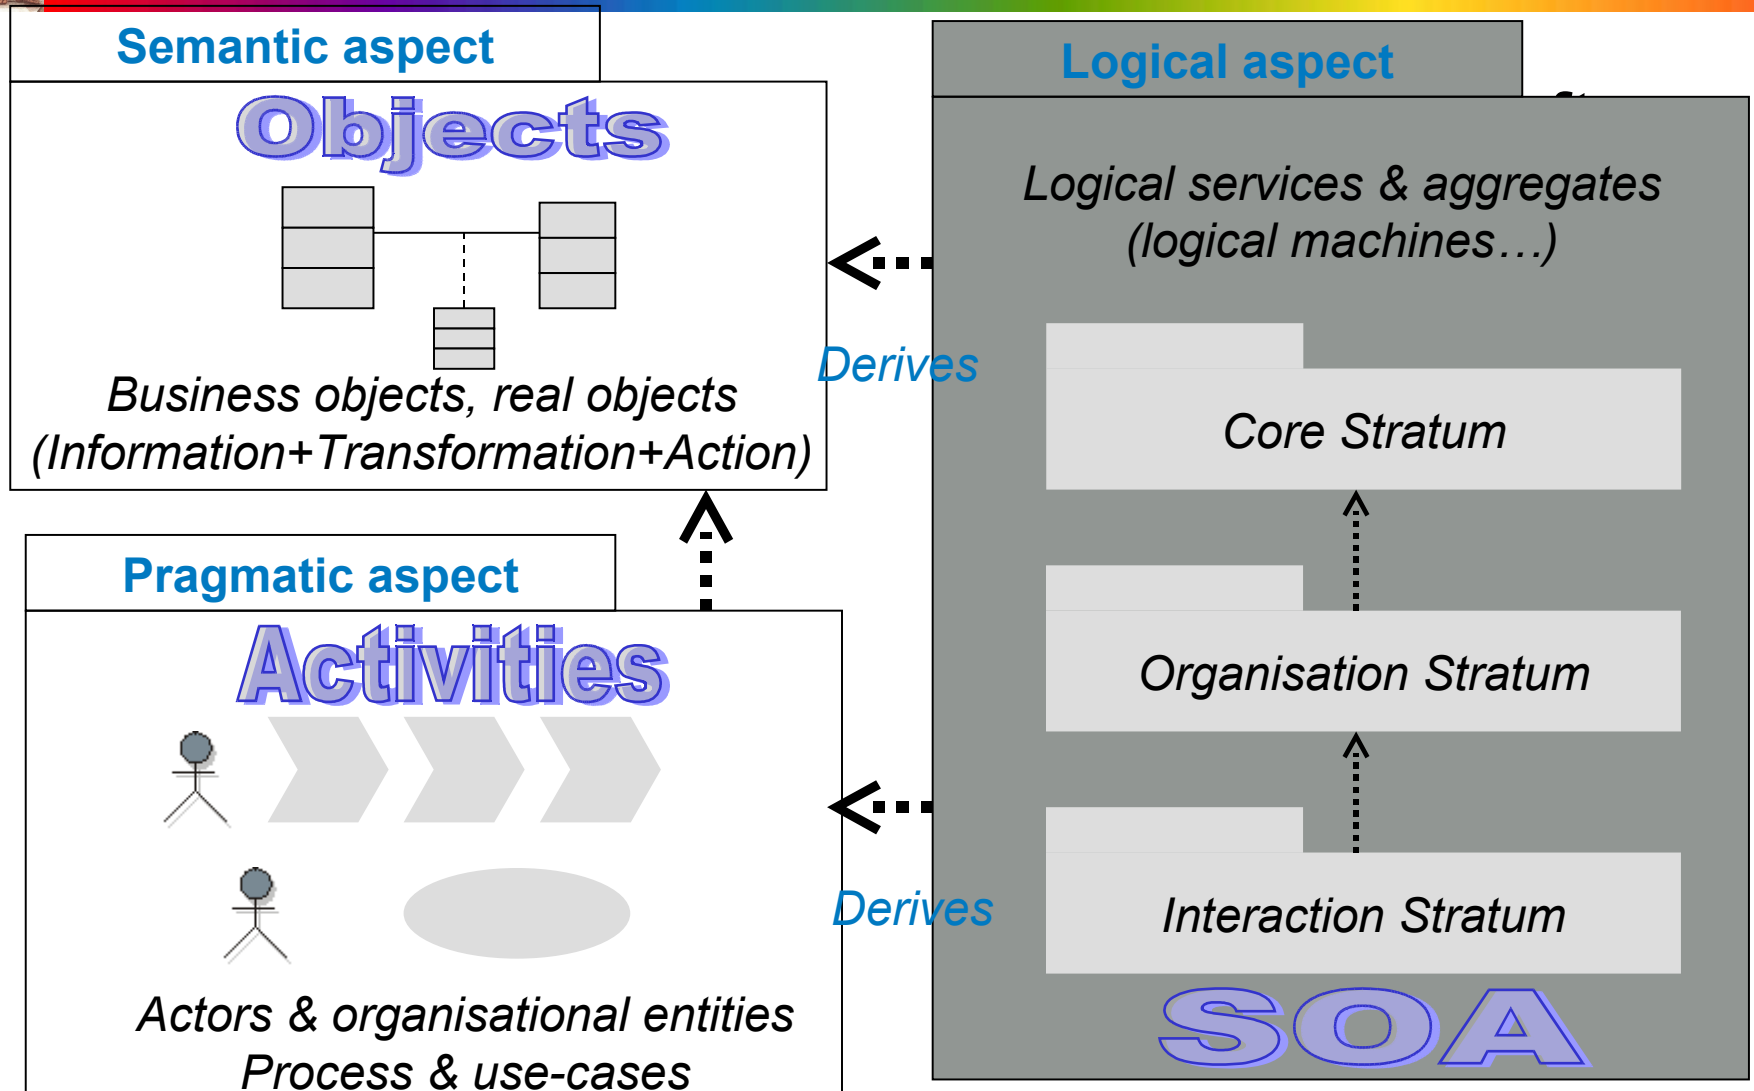 Semantic aspect
Objects
Business objects, real objects
(Information+Transformation+Action)
Pragmatic aspect
Activities
Actors & organisational entities
Process & use-cases
Derives
Derives
Logical aspect
Logical services & aggregates
(logical machines…)
Core Stratum
Organisation Stratum
Interaction Stratum
SOA